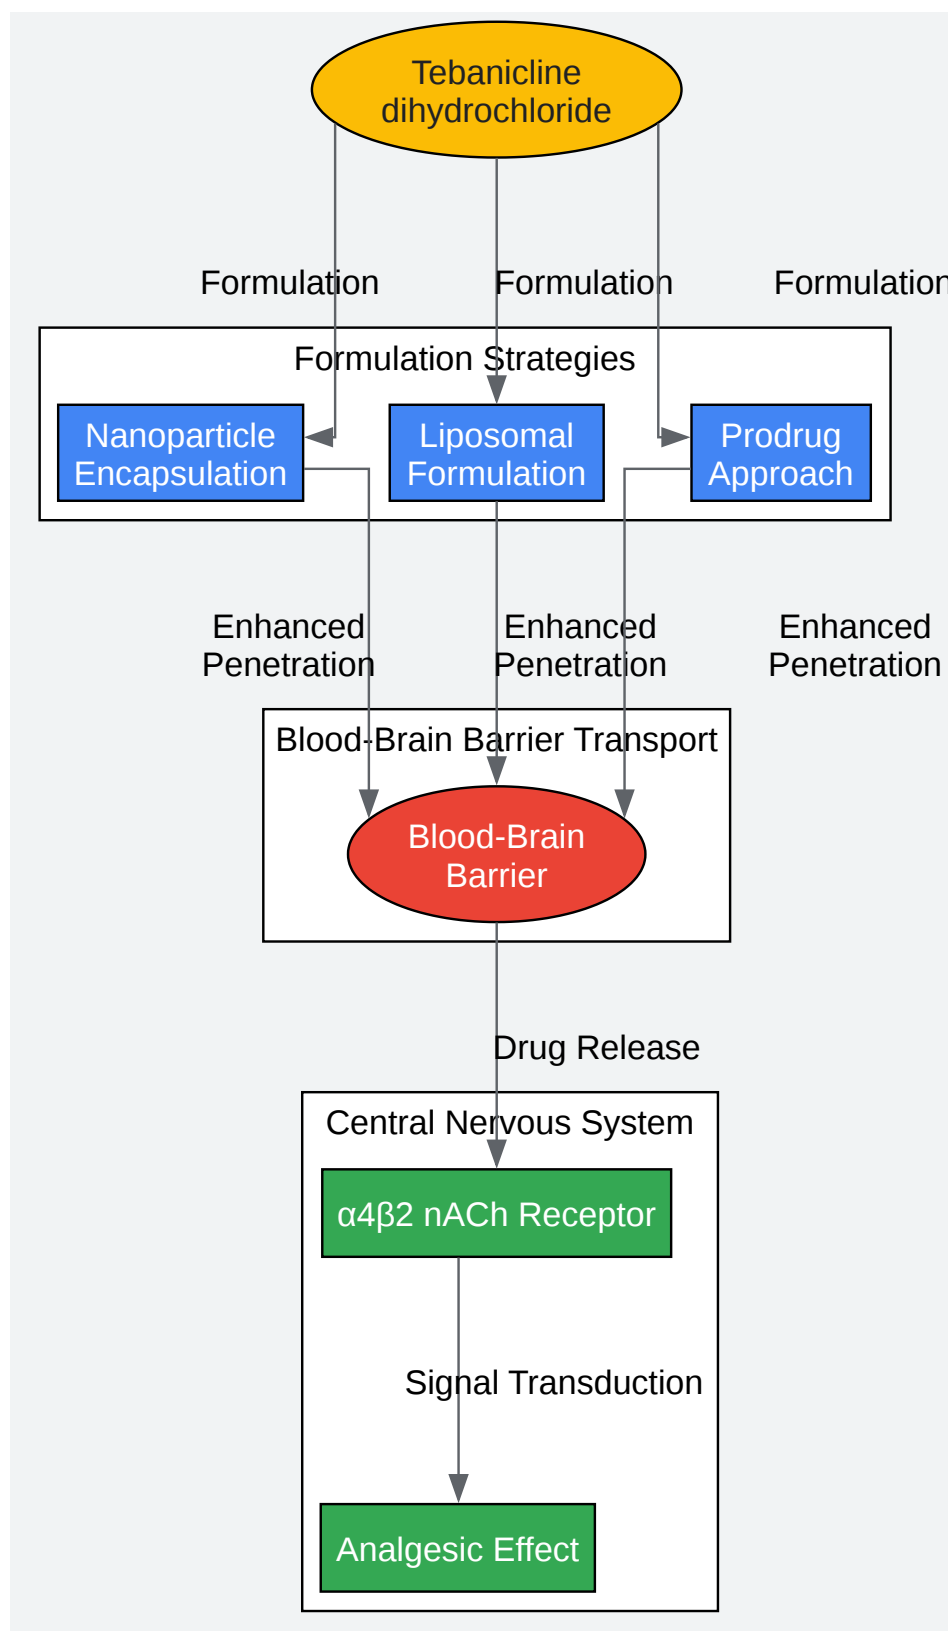 Tebanicline
dihydrochloride
Formulation
Formulation
Formulation
Formulation Strategies
Nanoparticle
Encapsulation
Liposomal
Formulation
Prodrug
Approach
Enhanced
Penetration
Enhanced
Penetration
Enhanced
Penetration
Blood-Brain Barrier Transport
Blood-Brain
Barrier
Drug Release
Central Nervous System
α4β2 nACh Receptor
Signal Transduction
Analgesic Effect